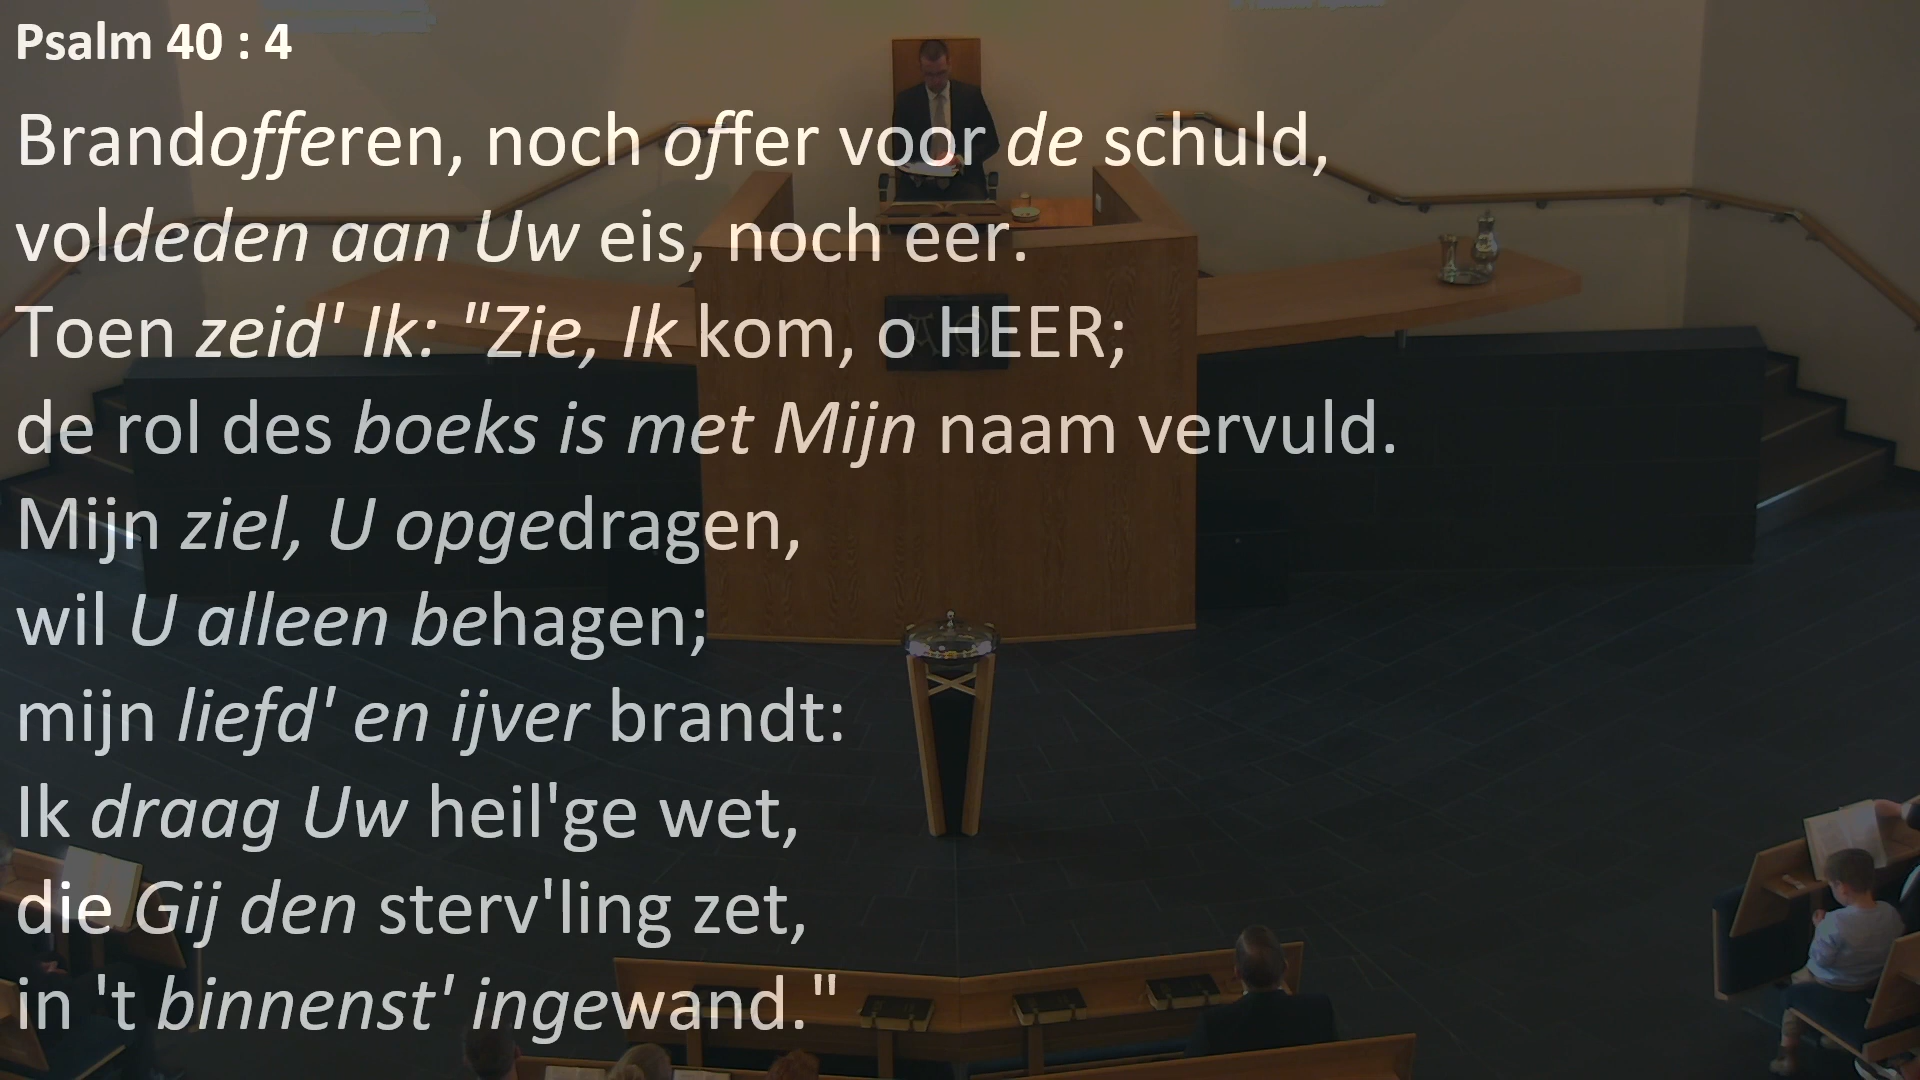 Psalm 40 : 4
Brandofferen, noch offer voor de schuld,
voldeden aan Uw eis, noch eer.
Toen zeid' Ik: "Zie, Ik kom, o HEER;
de rol des boeks is met Mijn naam vervuld.
Mijn ziel, U opgedragen,
wil U alleen behagen;
mijn liefd' en ijver brandt:
Ik draag Uw heil'ge wet,
die Gij den sterv'ling zet,
in 't binnenst' ingewand."